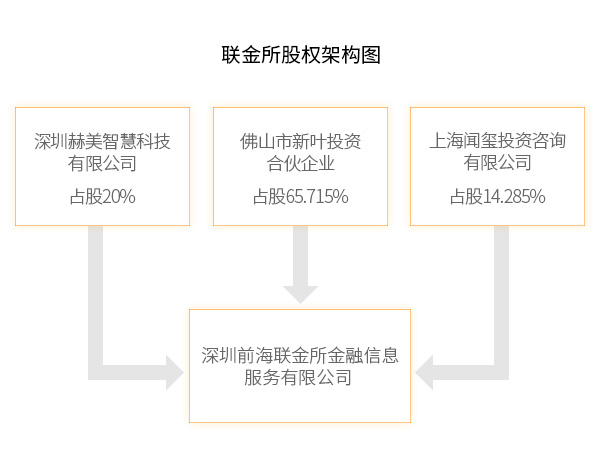 联金所股权架构图
深圳赫美智慧科技
有限公司
占股20%
佛山市新叶投资
合伙企业
占股65.715%
上海闻玺投资咨询
有限公司
占股14.285%
深圳前海联金所金融信息
服务有限公司